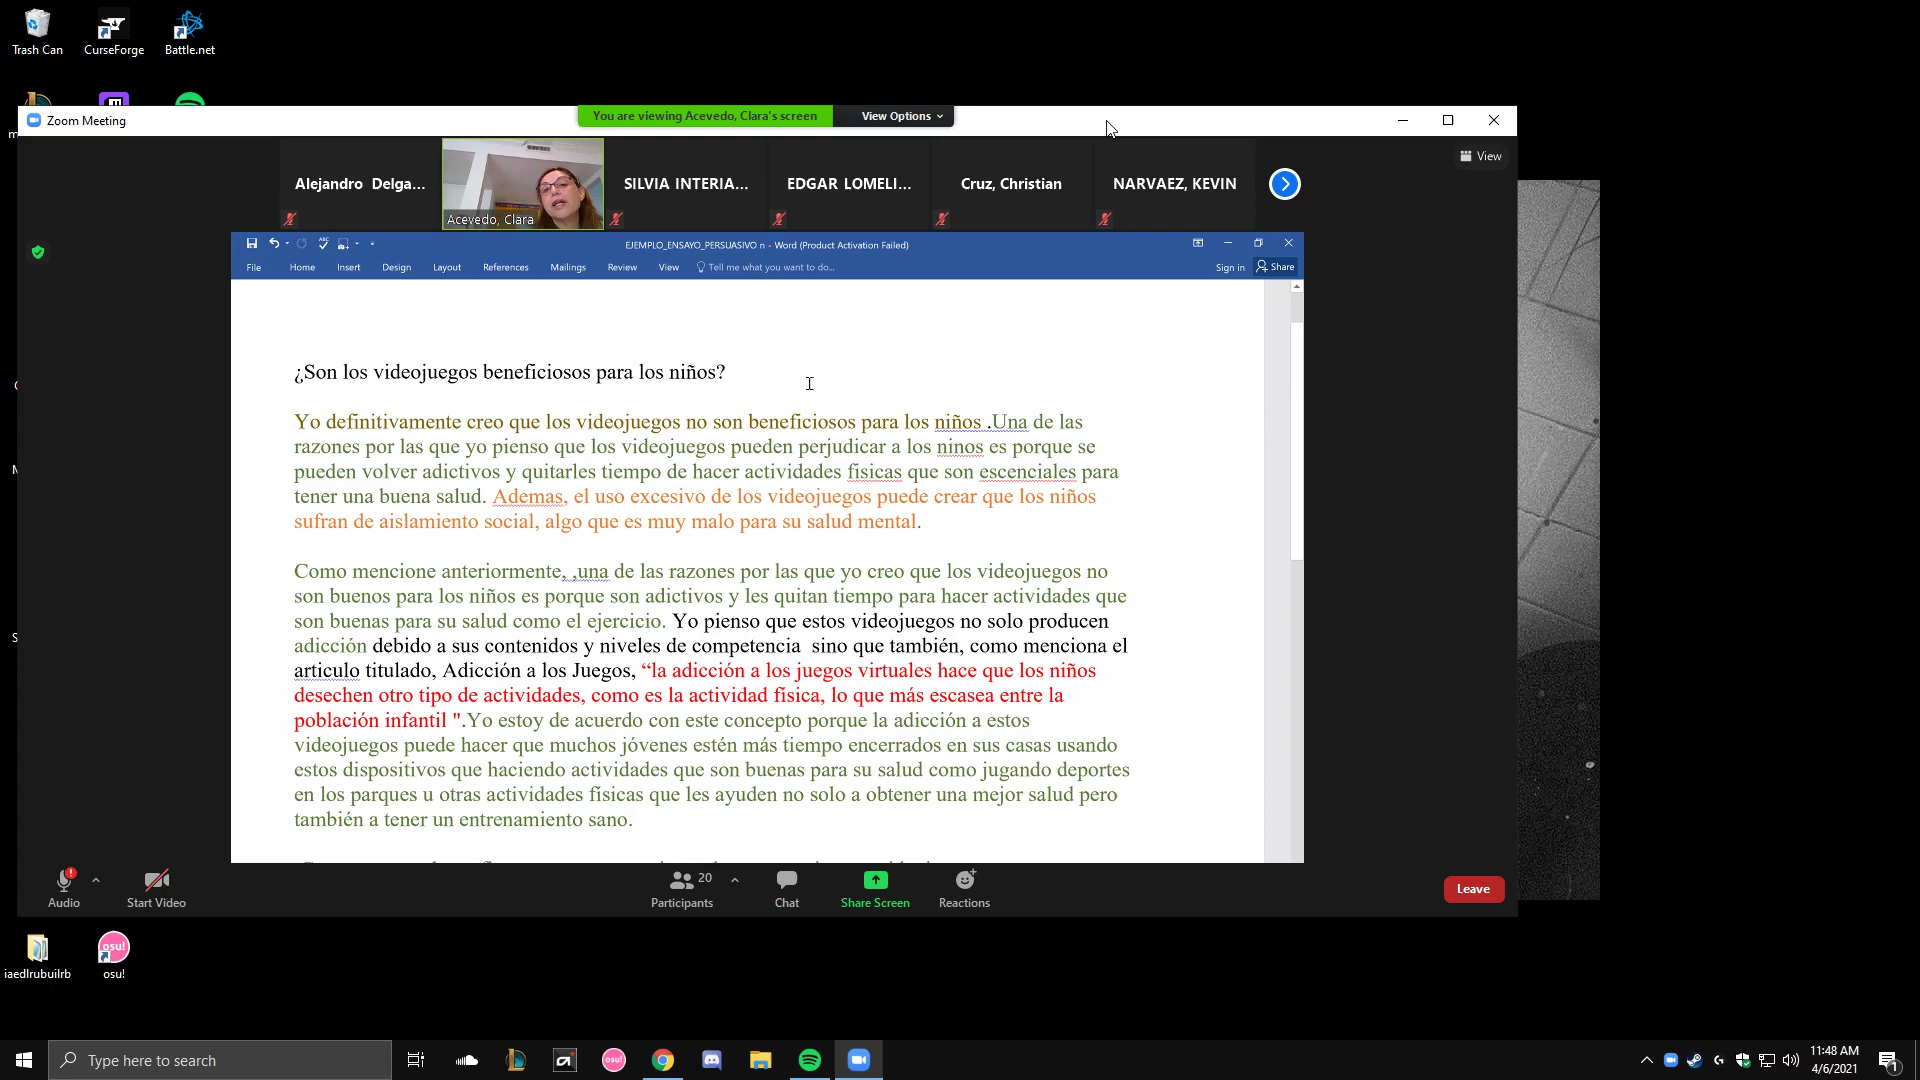 Trash Can
CurseForge
Battle.net
Zoom Meeting
You are viewing Acevedo, Clara's screen
View Options
View
Alejandro Delga...
Acevedo, Clara
SILVIA INTERIA...
EDGAR LOMELI...
Cruz, Christian
NARVAEZ, KEVIN
EJEMPLO_ENSAYO_PERSUASIVO n - Word (Product Activation Failed)
File Home Insert Design Layout References Mailings Review View Tell me what you want to do...
Sign in Share
¿Son los videojuegos beneficiosos para los niños?
Yo definitivamente creo que los videojuegos no son beneficiosos para los niños .Una de las
razones por las que yo pienso que los videojuegos pueden perjudicar a los ninos es porque se
pueden volver adictivos y quitarles tiempo de hacer actividades fisicas que son escenciales para
tener una buena salud. Ademas, el uso excesivo de los videojuegos puede crear que los niños
sufran de aislamiento social, algo que es muy malo para su salud mental.
Como mencione anteriormente, ,una de las razones por las que yo creo que los videojuegos no
son buenos para los niños es porque son adictivos y les quitan tiempo para hacer actividades que
son buenas para su salud como el ejercicio. Yo pienso que estos videojuegos no solo producen
adicción debido a sus contenidos y niveles de competencia sino que también, como menciona el
articulo titulado, Adicción a los Juegos, “la adicción a los juegos virtuales hace que los niños
desechen otro tipo de actividades, como es la actividad física, lo que más escasea entre la
población infantil ".Yo estoy de acuerdo con este concepto porque la adicción a estos
videojuegos puede hacer que muchos jóvenes estén más tiempo encerrados en sus casas usando
estos dispositivos que haciendo actividades que son buenas para su salud como jugando deportes
en los parques u otras actividades físicas que les ayuden no solo a obtener una mejor salud pero
también a tener un entrenamiento sano.
Audio
Start Video
Participants
20
Chat
Share Screen
Reactions
Leave
iaedlrubuilrb
osu!
Type here to search
osu!
11:48 AM
4/6/2021
1